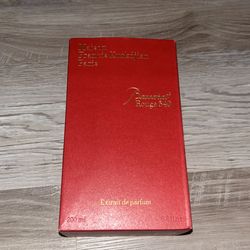 Maison
Francis Kurkdjian
Paris
Baccarat
Rouge 540
Extrait de parfum
200 ml